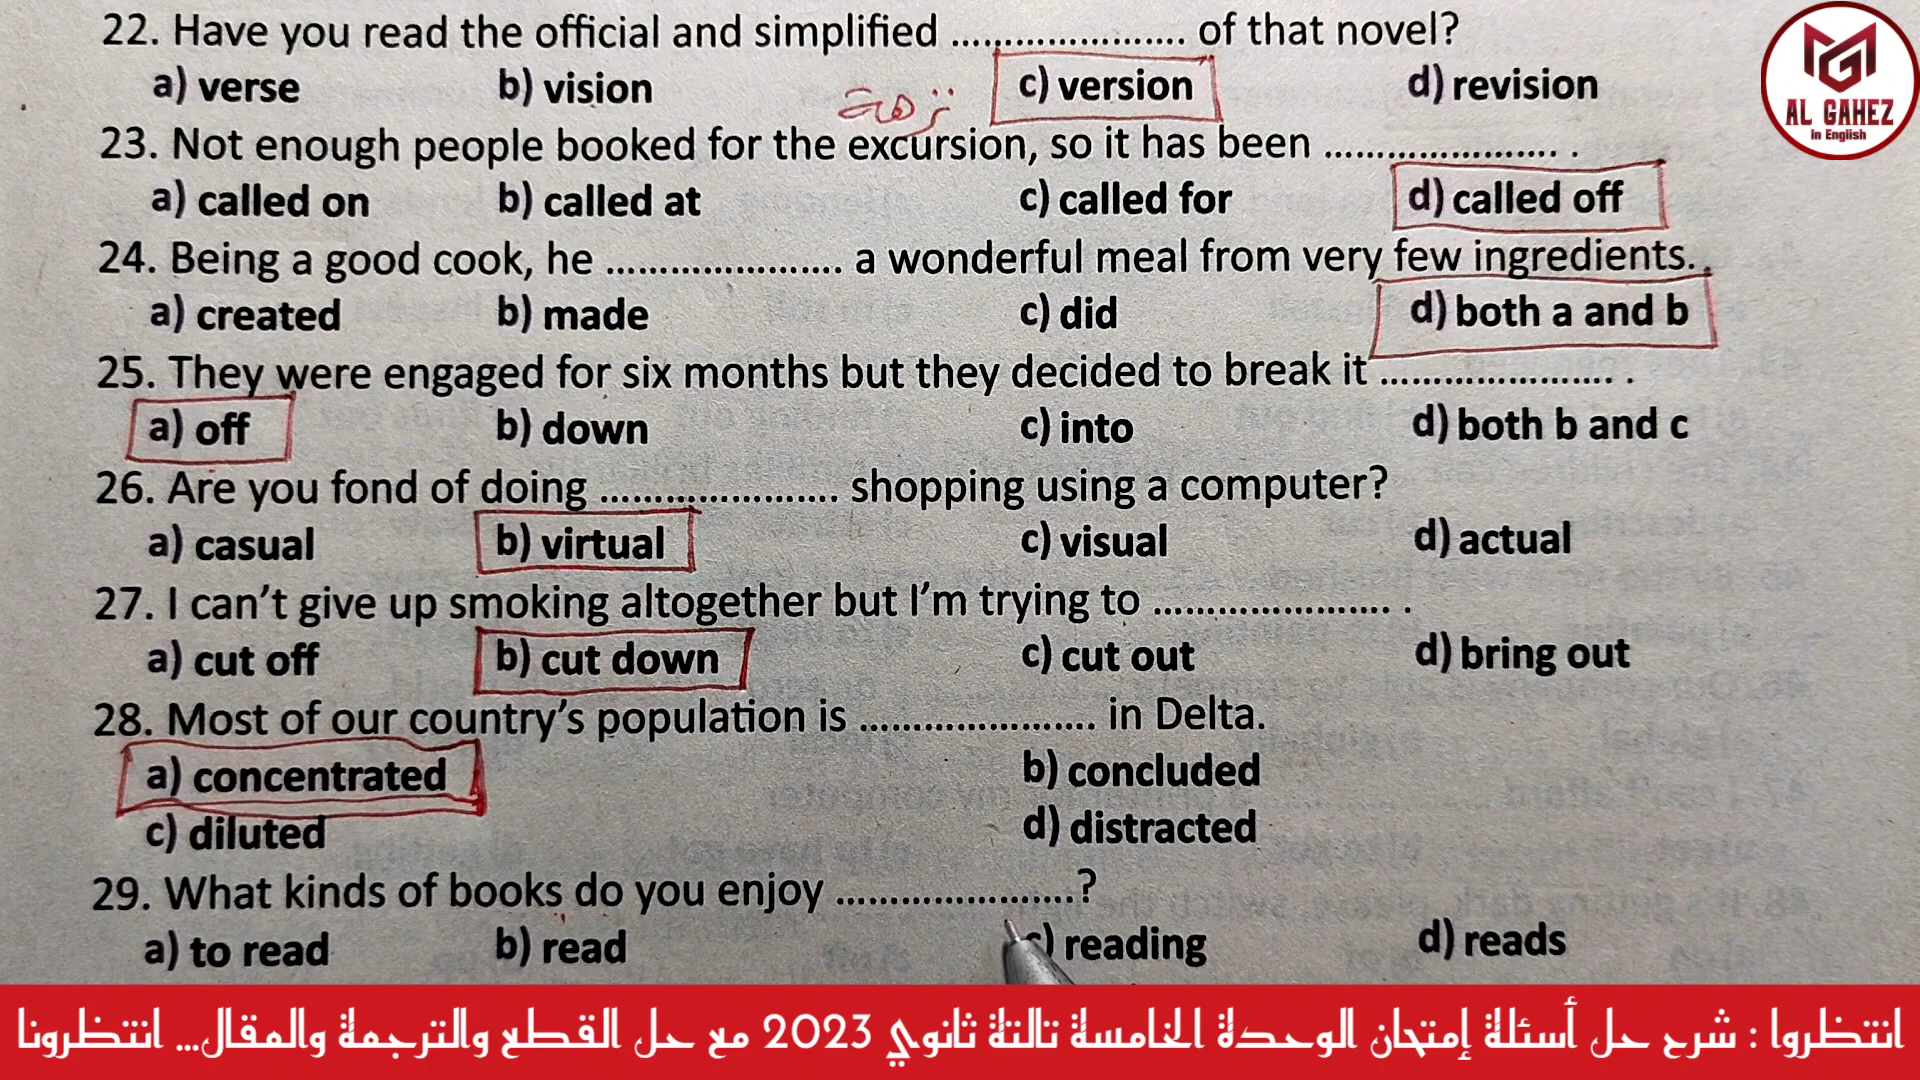 22. Have you read the official and simplified ...................... of that novel?
a) verse b) vision c) version d) revision
نزهة
23. Not enough people booked for the excursion, so it has been ...................... .
a) called on b) called at c) called for d) called off
24. Being a good cook, he ...................... a wonderful meal from very few ingredients.
a) created b) made c) did d) both a and b
25. They were engaged for six months but they decided to break it ...................... .
a) off b) down c) into d) both b and c
26. Are you fond of doing ...................... shopping using a computer?
a) casual b) virtual c) visual d) actual
27. I can’t give up smoking altogether but I’m trying to ...................... .
a) cut off b) cut down c) cut out d) bring out
28. Most of our country’s population is ...................... in Delta.
a) concentrated b) concluded
c) diluted d) distracted
29. What kinds of books do you enjoy ......................?
a) to read b) read c) reading d) reads
AL GAHEZ
in English
انتظروا : شرح حل أسئلة إمتحان الوحدة الخامسة تالتة ثانوي 2023 مع حل القطع والترجمة والمقال... انتظرونا